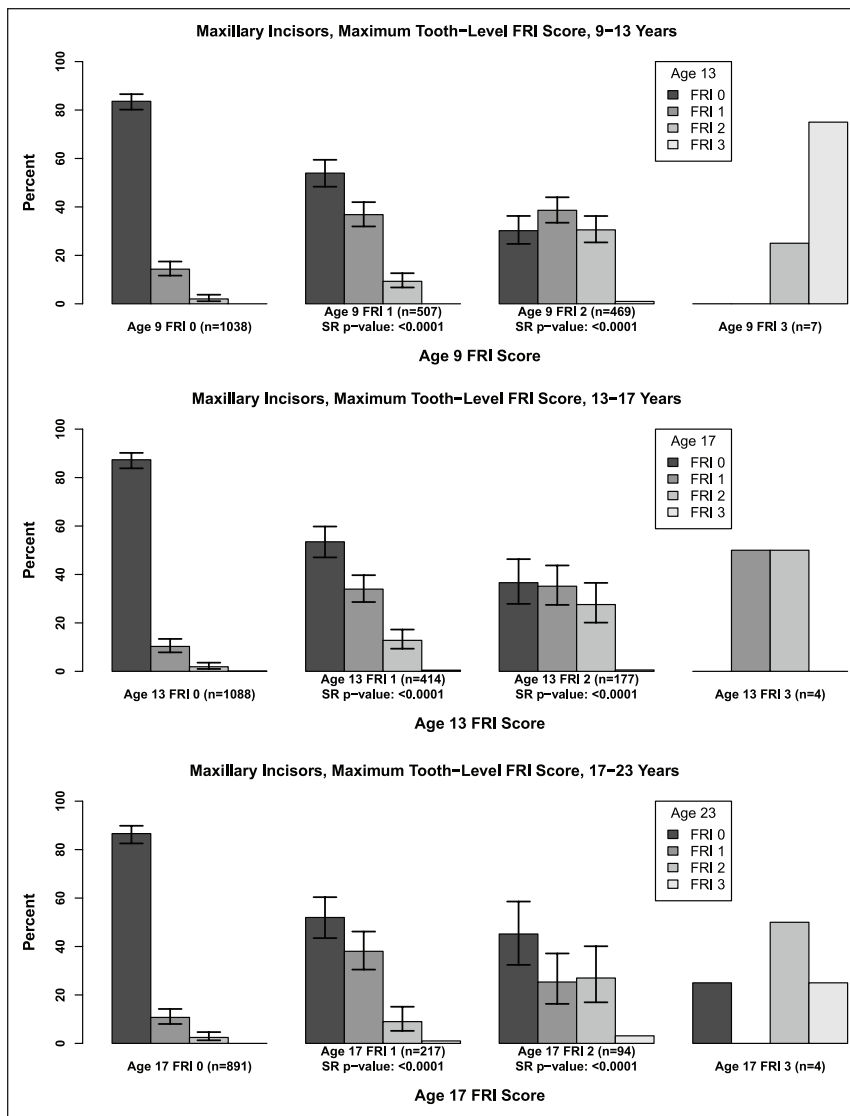 Maxillary Incisors, Maximum Tooth−Level FRI Score, 9−13 Years
Percent
100
80
60
40
20
0
Age 13
FRI 0
FRI 1
FRI 2
FRI 3
Age 9 FRI 0 (n=1038)
Age 9 FRI 1 (n=507)
SR p−value: <0.0001
Age 9 FRI 2 (n=469)
SR p−value: <0.0001
Age 9 FRI 3 (n=7)
Age 9 FRI Score
Maxillary Incisors, Maximum Tooth−Level FRI Score, 13−17 Years
Percent
100
80
60
40
20
0
Age 17
FRI 0
FRI 1
FRI 2
FRI 3
Age 13 FRI 0 (n=1088)
Age 13 FRI 1 (n=414)
SR p−value: <0.0001
Age 13 FRI 2 (n=177)
SR p−value: <0.0001
Age 13 FRI 3 (n=4)
Age 13 FRI Score
Maxillary Incisors, Maximum Tooth−Level FRI Score, 17−23 Years
Percent
100
80
60
40
20
0
Age 23
FRI 0
FRI 1
FRI 2
FRI 3
Age 17 FRI 0 (n=891)
Age 17 FRI 1 (n=217)
SR p−value: <0.0001
Age 17 FRI 2 (n=94)
SR p−value: <0.0001
Age 17 FRI 3 (n=4)
Age 17 FRI Score